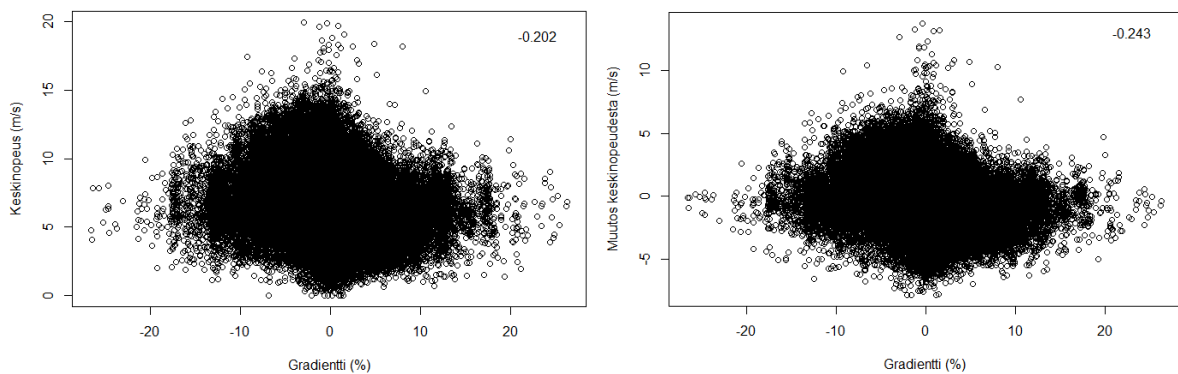 -0.202
Keskinopeus (m/s)
20
15
10
5
0
-20 -10 0 10 20
Gradientti (%)
-0.243
Muutos keskinopeudesta (m/s)
10
5
0
-5
-20 -10 0 10 20
Gradientti (%)